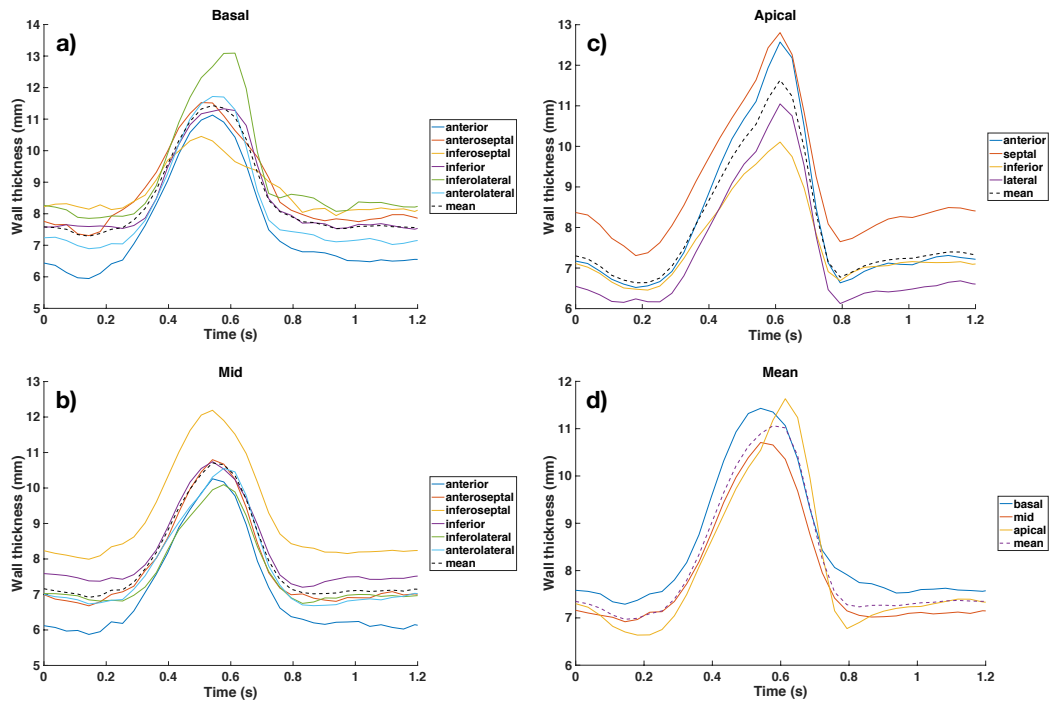 Basal
a)
Wall thickness (mm)
14
13
12
11
10
9
8
7
6
5
0 0.2 0.4 0.6 0.8 1 1.2
Time (s)
anterior
anteroseptal
inferoseptal
inferior
inferolateral
anterolateral
mean
Apical
c)
Wall thickness (mm)
13
12
11
10
9
8
7
6
0 0.2 0.4 0.6 0.8 1 1.2
Time (s)
anterior
septal
inferior
lateral
mean
Mid
b)
Wall thickness (mm)
13
12
11
10
9
8
7
6
5
0 0.2 0.4 0.6 0.8 1 1.2
Time (s)
anterior
anteroseptal
inferoseptal
inferior
inferolateral
anterolateral
mean
Mean
d)
Wall thickness (mm)
12
11
10
9
8
7
6
0 0.2 0.4 0.6 0.8 1 1.2
Time (s)
basal
mid
apical
mean